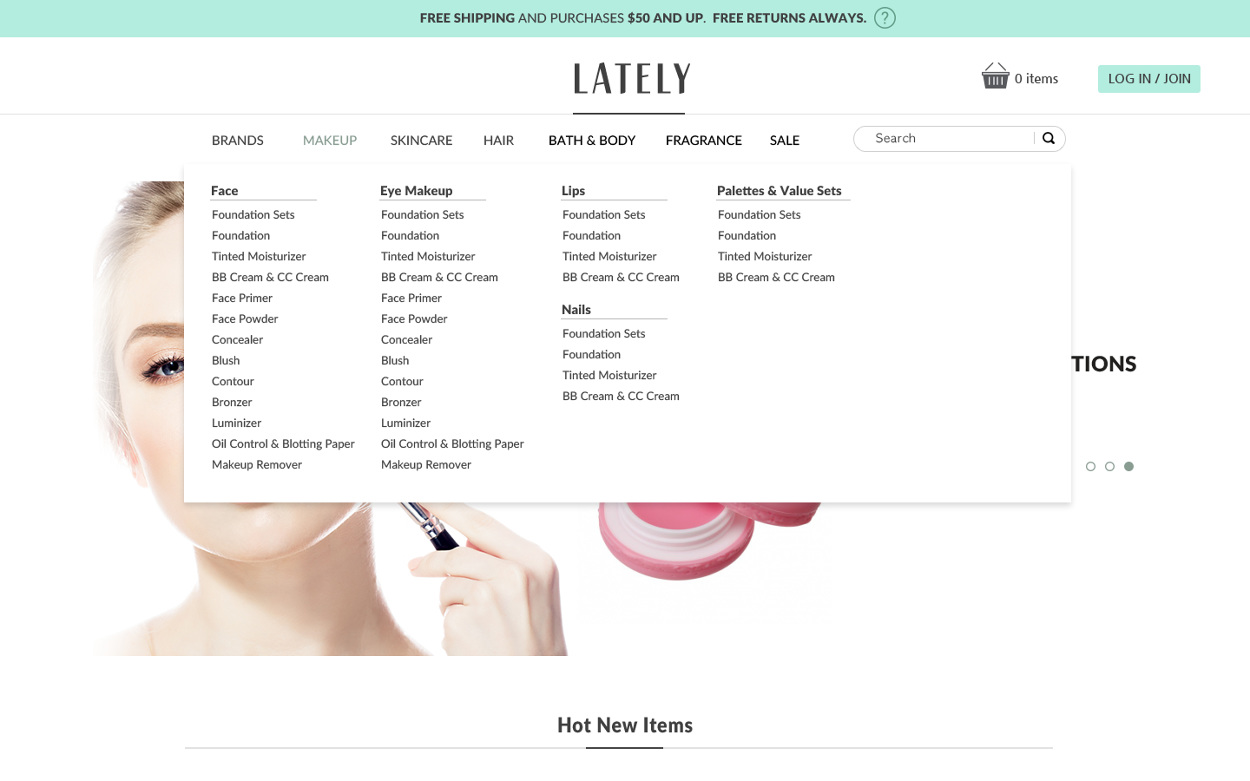 FREE SHIPPING AND PURCHASES $50 AND UP. FREE RETURNS ALWAYS. ?
LATELY
0 items
LOG IN / JOIN
BRANDS MAKEUP SKINCARE HAIR BATH & BODY FRAGRANCE SALE
Search
Face
Foundation Sets
Foundation
Tinted Moisturizer
BB Cream & CC Cream
Face Primer
Face Powder
Concealer
Blush
Contour
Bronzer
Luminizer
Oil Control & Blotting Paper
Makeup Remover
Eye Makeup
Foundation Sets
Foundation
Tinted Moisturizer
BB Cream & CC Cream
Face Primer
Face Powder
Concealer
Blush
Contour
Bronzer
Luminizer
Oil Control & Blotting Paper
Makeup Remover
Lips
Foundation Sets
Foundation
Tinted Moisturizer
BB Cream & CC Cream
Nails
Foundation Sets
Foundation
Tinted Moisturizer
BB Cream & CC Cream
Palettes & Value Sets
Foundation Sets
Foundation
Tinted Moisturizer
BB Cream & CC Cream
TIONS
Hot New Items